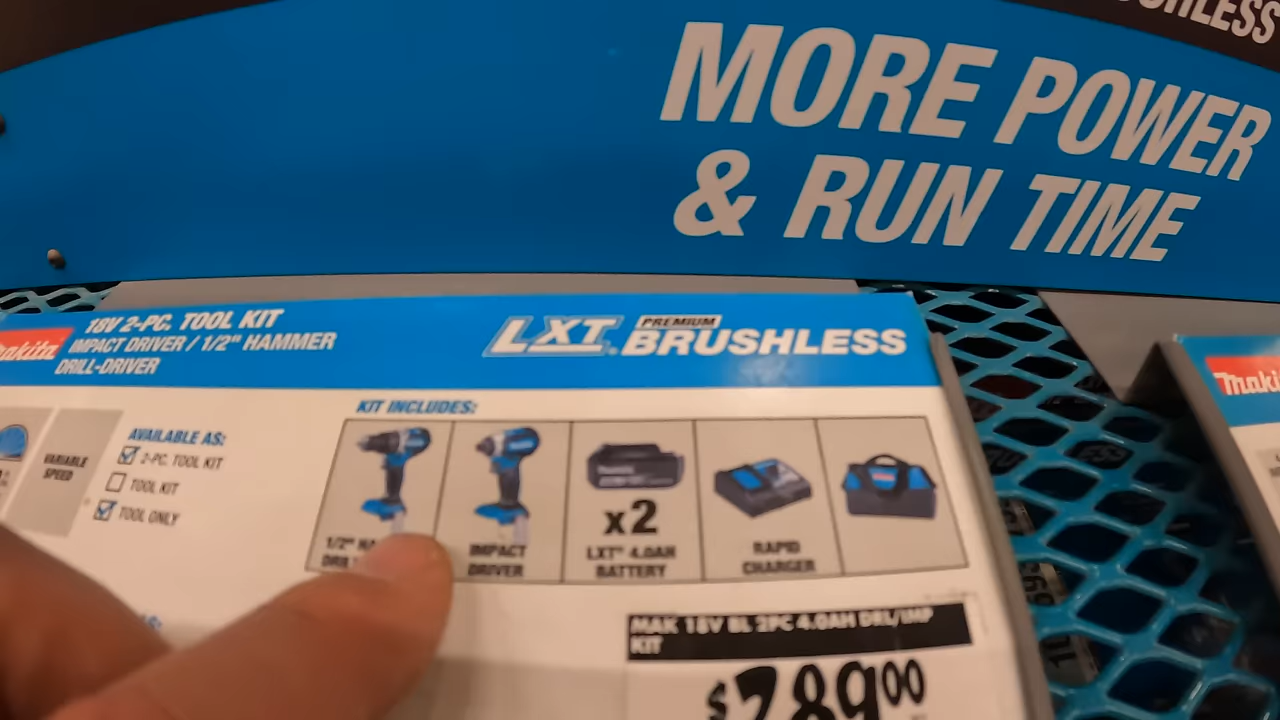 MORE POWER
& RUN TIME
18V 2-PC. TOOL KIT
IMPACT DRIVER / 1/2" HAMMER
DRILL-DRIVER
LXT PREMIUM
BRUSHLESS
KIT INCLUDES:
VARIABLE
SPEED
AVAILABLE AS:
2-PC. TOOL KIT
TOOL KIT
TOOL ONLY
1/2"
IMPACT
DRIVER
x2
LXT® 4.0AH
BATTERY
RAPID
CHARGER
MAK 18V BL 2PC 4.0AH DRL/IMP
KIT